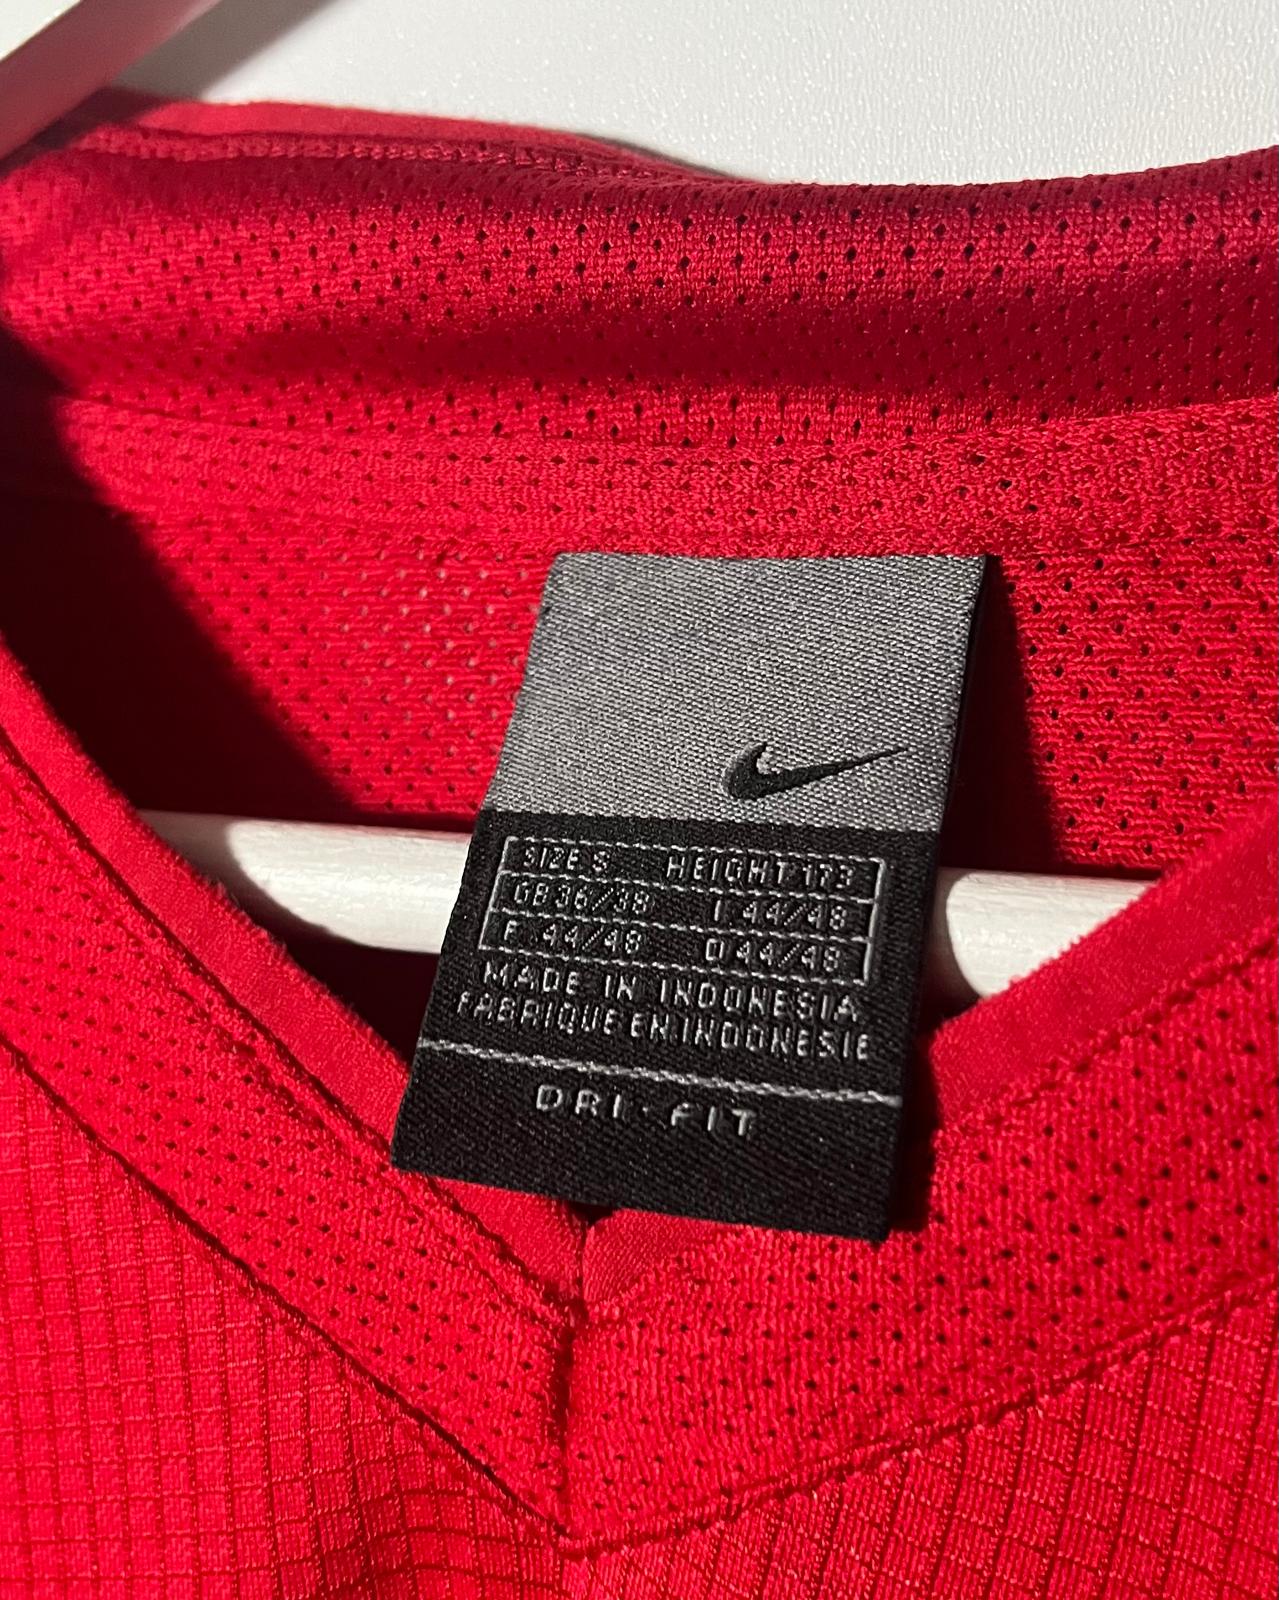 SIZE S HEIGHT 173
GB 36/38 I 44/48
F 44/48 D 44/48
MADE IN INDONESIA
FABRIQUE EN INDONESIE
DRI-FIT